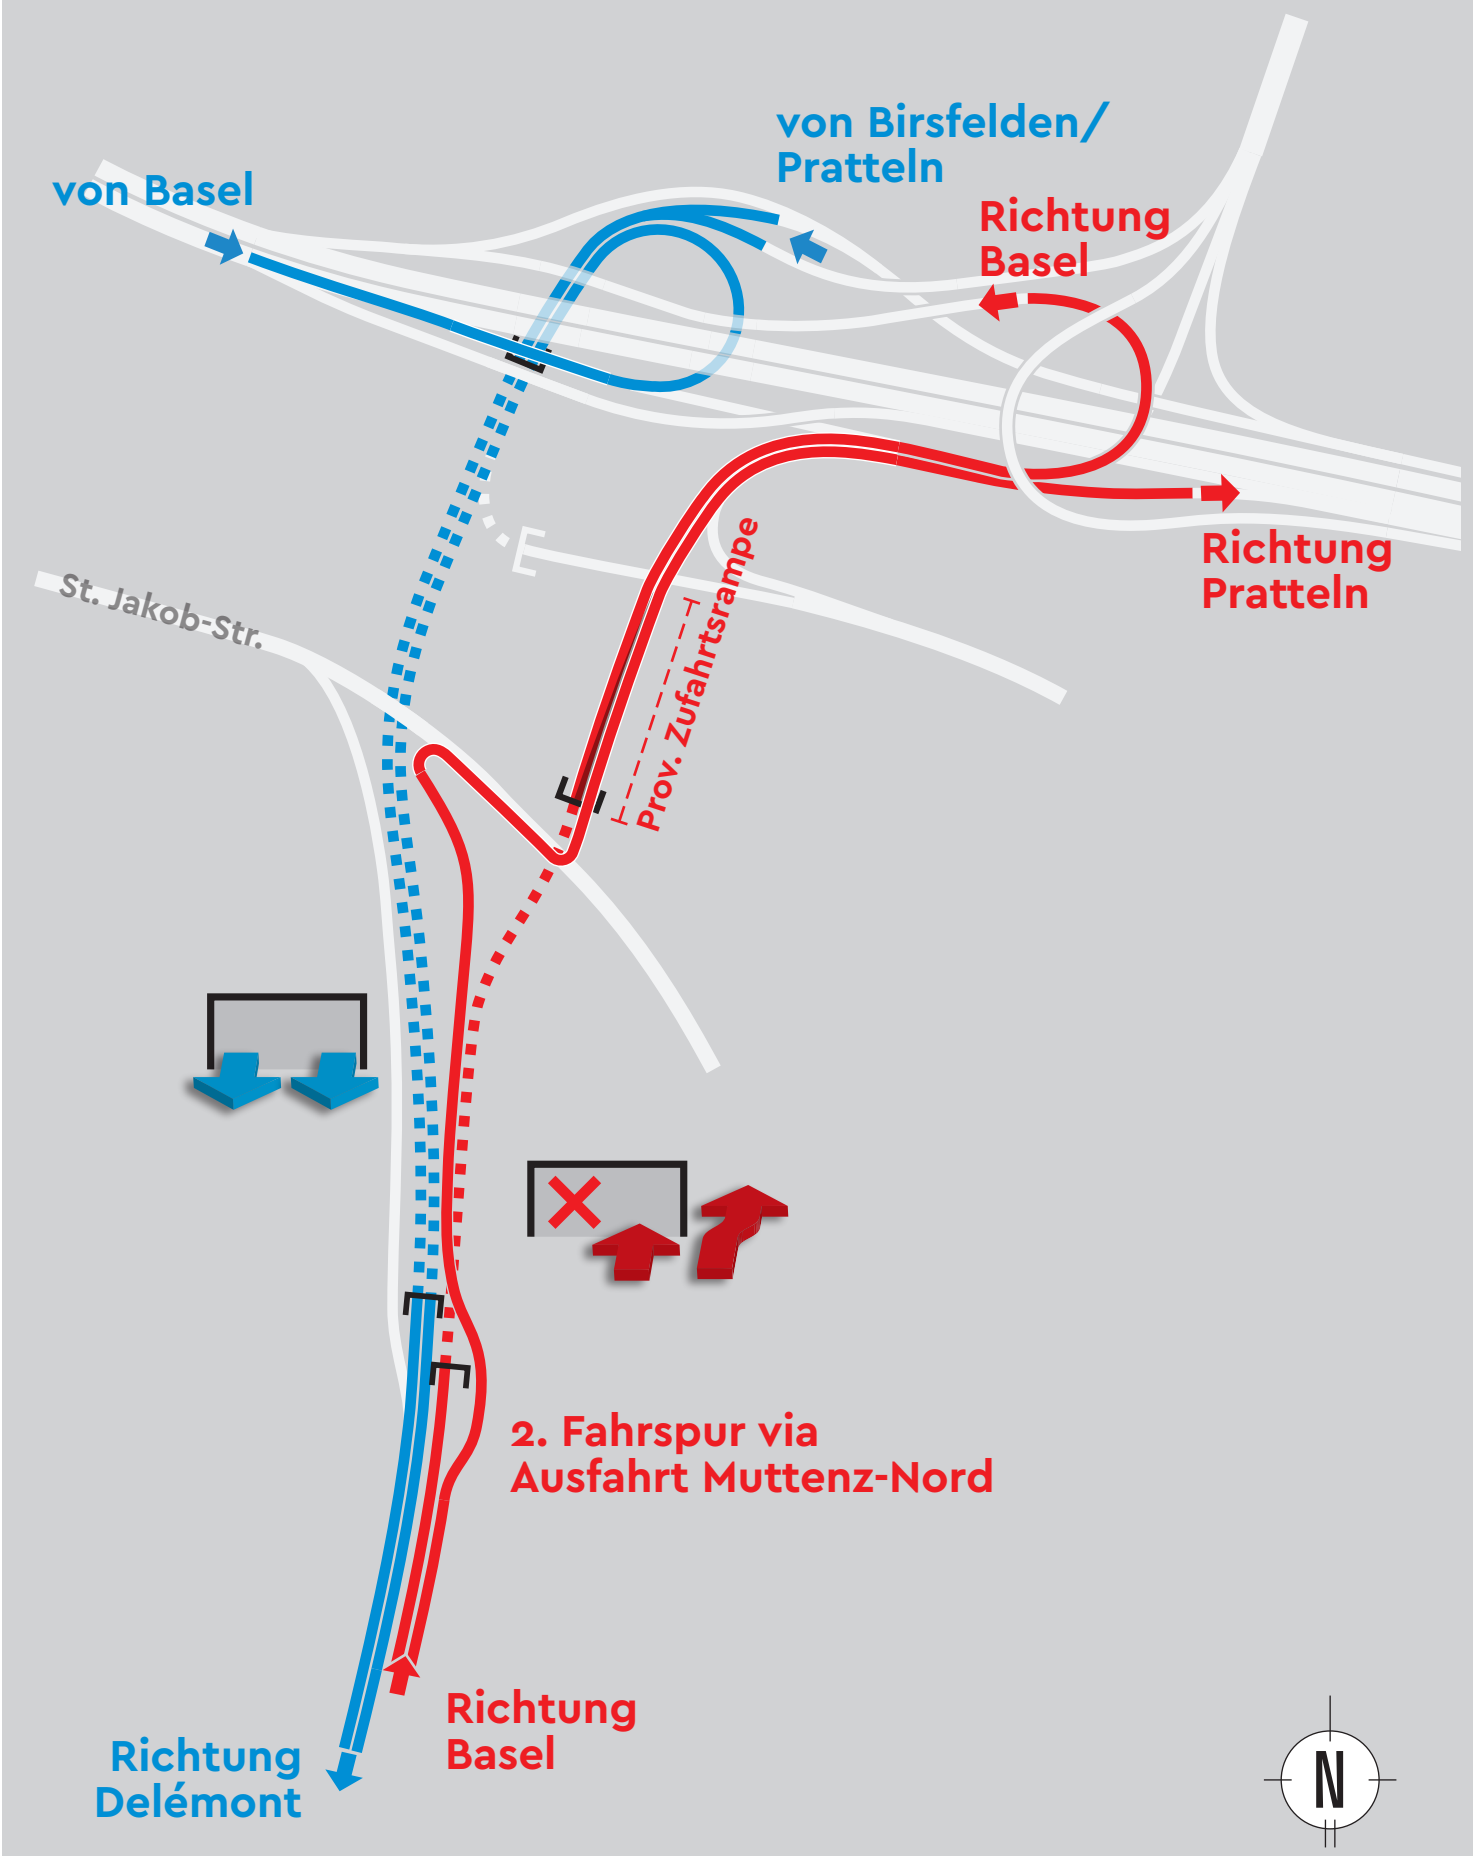 von Birsfelden/
Pratteln
von Basel
Richtung
Basel
Richtung
Pratteln
St. Jakob-Str.
Prov. Zufahrtsrampe
2. Fahrspur via
Ausfahrt Muttenz-Nord
Richtung
Basel
Richtung
Delémont
N